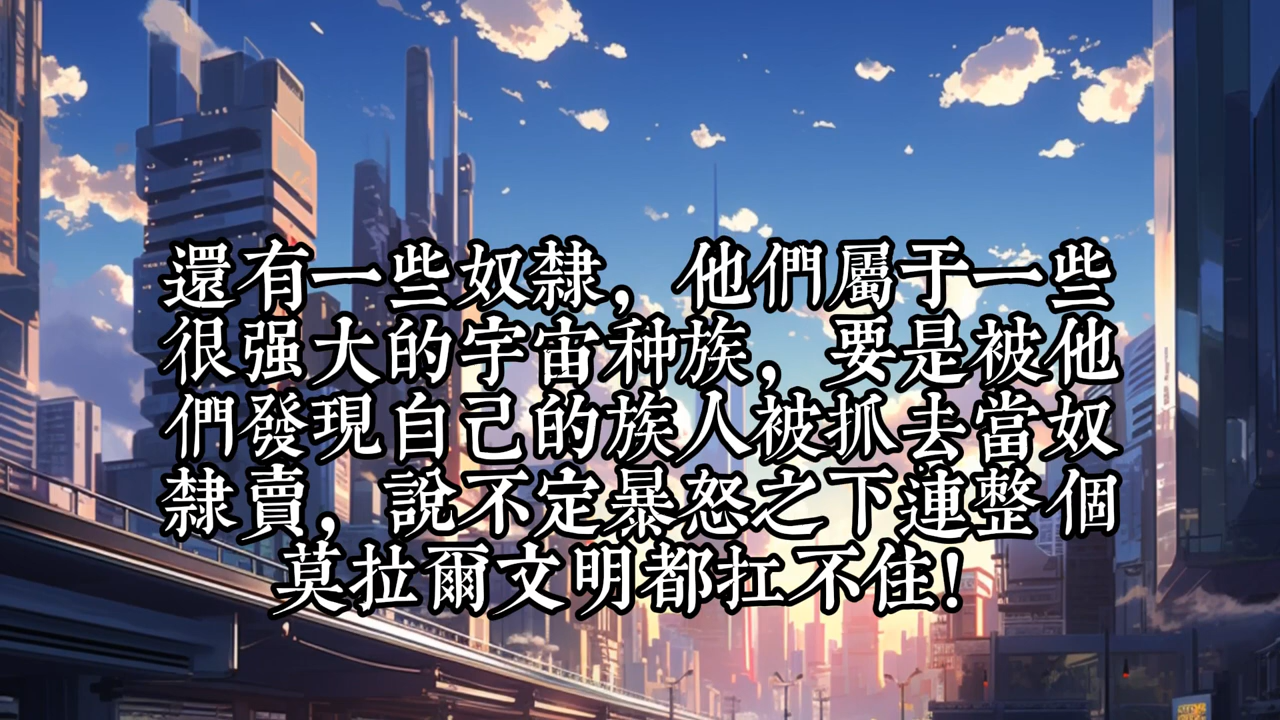 還有一些奴隸，他們屬于一些
很强大的宇宙种族，要是被他
們發現自己的族人被抓去當奴
隸賣，說不定暴怒之下連整個
莫拉爾文明都扛不住！